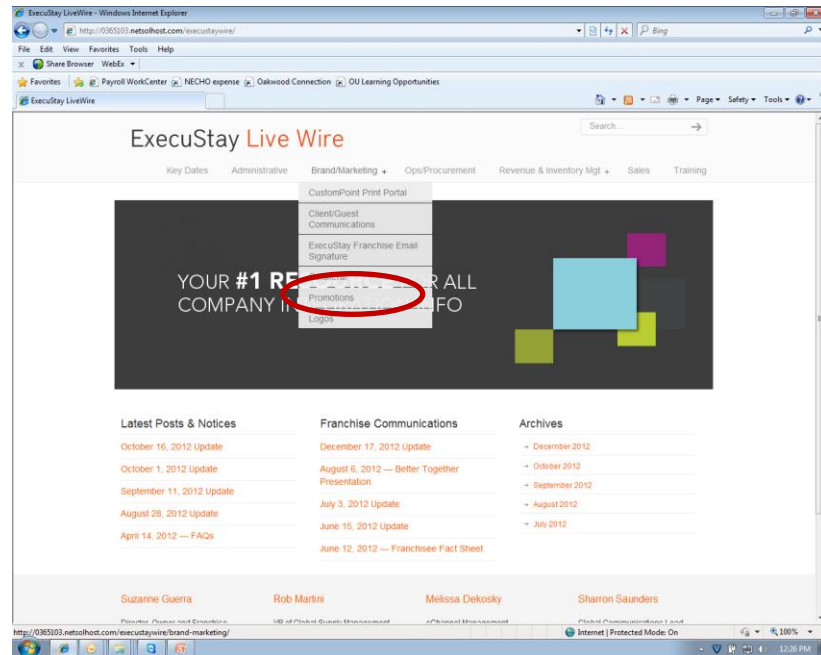 ExecuStay LiveWire - Windows Internet Explorer
http://0365103.netsolhost.com/execustaywire/
Bing
File Edit View Favorites Tools Help
x Share Browser WebEx
Favorites Payroll WorkCenter NECHO expense Oakwood Connection OU Learning Opportunities
ExecuStay LiveWire
Page Safety Tools
ExecuStay Live Wire
Search...
Key Dates Administrative Brand/Marketing + Ops/Procurement Revenue & Inventory Mgt + Sales Training
CustomPoint Print Portal
Client/Guest
Communications
ExecuStay Franchise Email
Signature
Promotions
Logos
YOUR #1 ALL
COMPANY
Latest Posts & Notices
October 16, 2012 Update
October 1, 2012 Update
September 11, 2012 Update
August 28, 2012 Update
April 14, 2012 — FAQs
Franchise Communications
December 17, 2012 Update
August 6, 2012 — Better Together
Presentation
July 3, 2012 Update
June 15, 2012 Update
June 12, 2012 — Franchisee Fact Sheet
Archives
→ December 2012
→ October 2012
→ September 2012
→ August 2012
→ July 2012
Suzanne Guerra Rob Martini Melissa Dekosky Sharron Saunders
http://0365103.netsolhost.com/execustaywire/brand-marketing/
Internet | Protected Mode: On
100%
12:26 PM